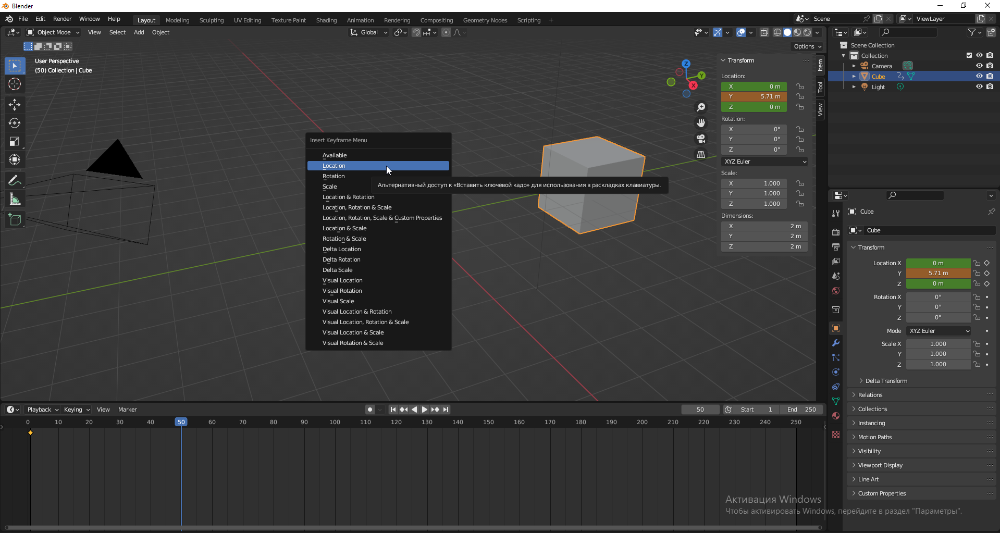 Blender
File Edit Render Window Help Layout Modeling Sculpting UV Editing Texture Paint Shading Animation Rendering Compositing Geometry Nodes Scripting + Scene ViewLayer
Object Mode View Select Add Object Global
Options
User Perspective
(50) Collection | Cube
Z
Y
X
Transform
Location:
X 0 m
Y 5.71 m
Z 0 m
Rotation:
X 0°
Y 0°
Z 0°
XYZ Euler
Scale:
X 1.000
Y 1.000
Z 1.000
Dimensions:
X 2 m
Y 2 m
Z 2 m
Item
Tool
View
Insert Keyframe Menu
Available
Location
Rotation
Scale
Location & Rotation
Location, Rotation & Scale
Location, Rotation, Scale & Custom Properties
Location & Scale
Rotation & Scale
Delta Location
Delta Rotation
Delta Scale
Visual Location
Visual Rotation
Visual Scale
Visual Location & Rotation
Visual Location, Rotation & Scale
Visual Location & Scale
Visual Rotation & Scale
Альтернативный доступ к «Вставить ключевой кадр» для использования в раскладках клавиатуры.
Scene Collection
Collection
Camera
Cube
Light
Cube
Cube
Transform
Location X 0 m
Y 5.71 m
Z 0 m
Rotation X 0°
Y 0°
Z 0°
Mode XYZ Euler
Scale X 1.000
Y 1.000
Z 1.000
Delta Transform
Relations
Collections
Instancing
Motion Paths
Visibility
Viewport Display
Line Art
Custom Properties
Playback Keying View Marker 50 Start 1 End 250
0 10 20 30 40 50 60 70 80 90 100 110 120 130 140 150 160 170 180 190 200 210 220 230 240 250
Активация Windows
Чтобы активировать Windows, перейдите в раздел "Параметры".